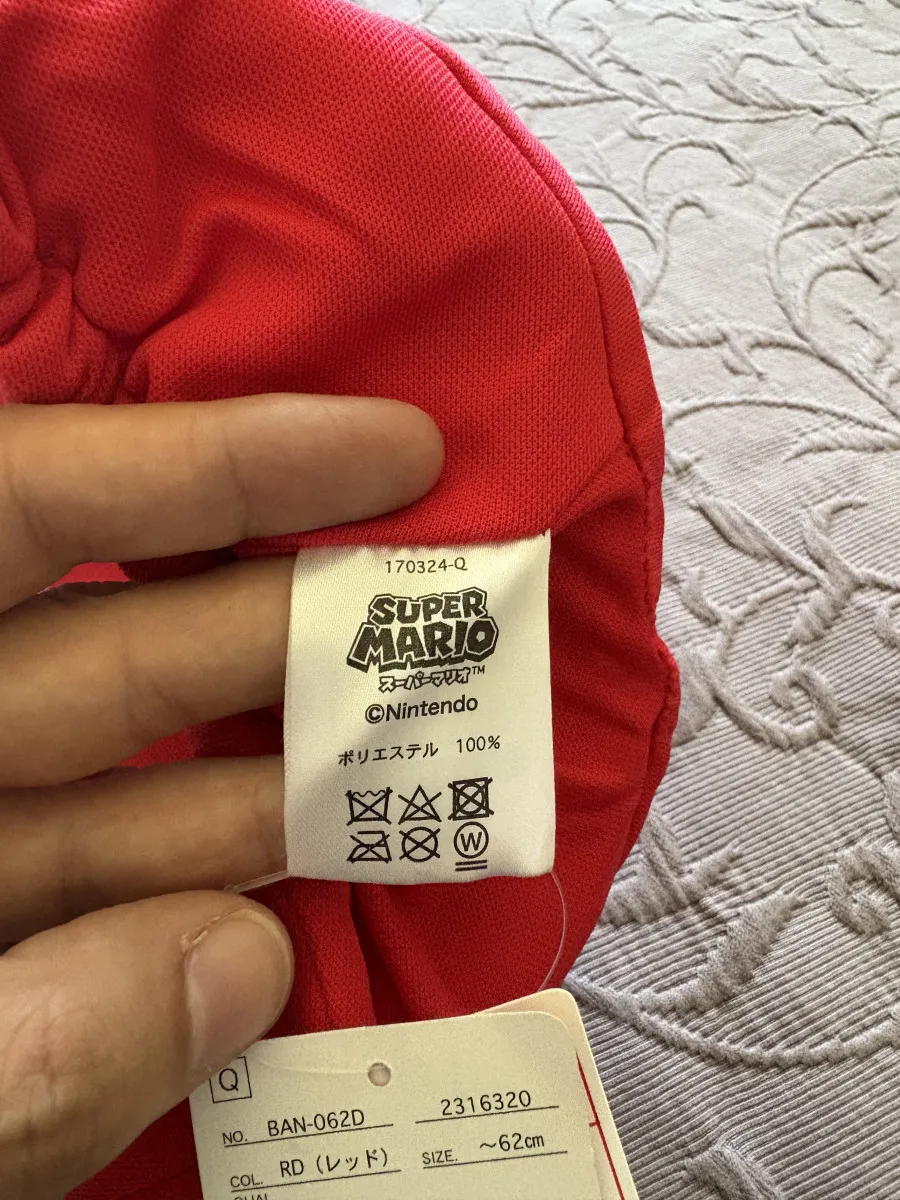 170324-Q
SUPER
MARIO
スーパーマリオ™
©Nintendo
ポリエステル 100%
W
Q
NO. BAN-062D 2316320
COL. RD (レッド) SIZE. ~62cm